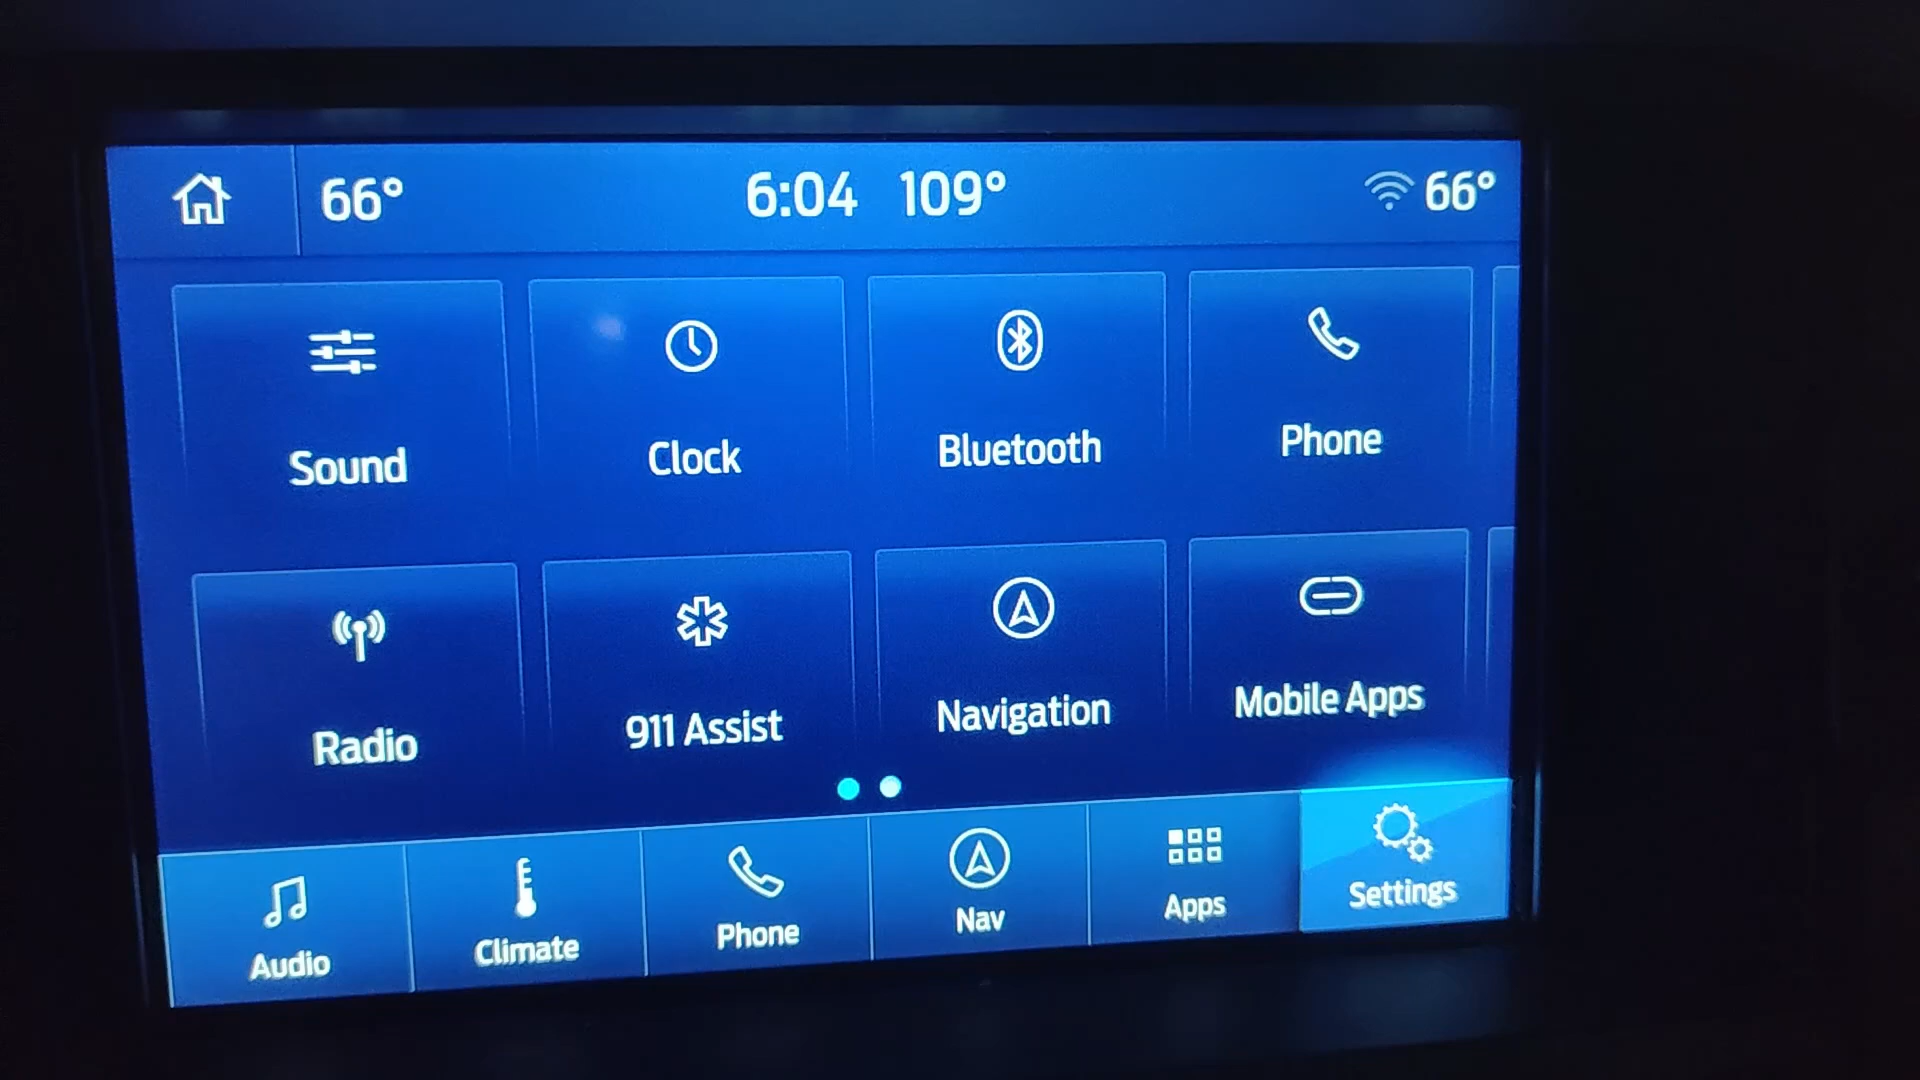 66° 6:04 109° 66°
Sound Clock Bluetooth Phone
Radio 911 Assist Navigation Mobile Apps
Audio Climate Phone Nav Apps Settings